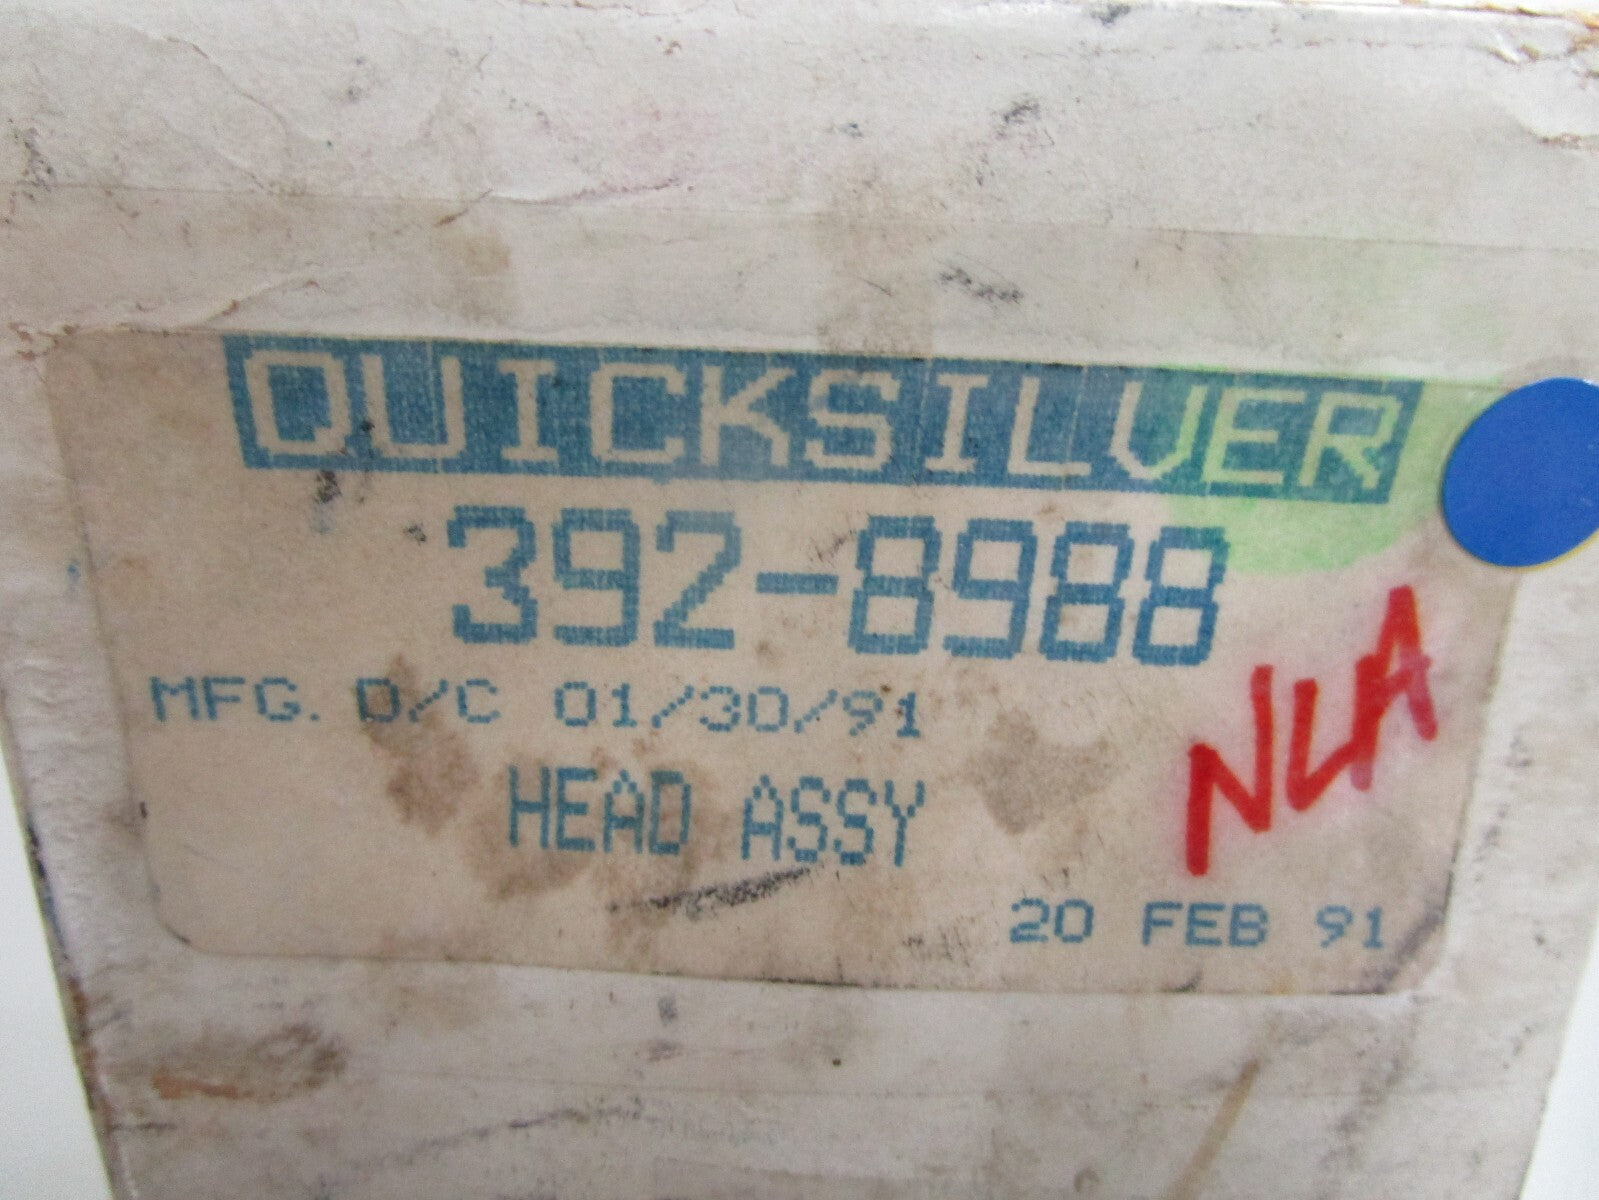 QUICKSILVER
392-8988
MFG. D/C 01/30/91
HEAD ASSY
NLA
20 FEB 91